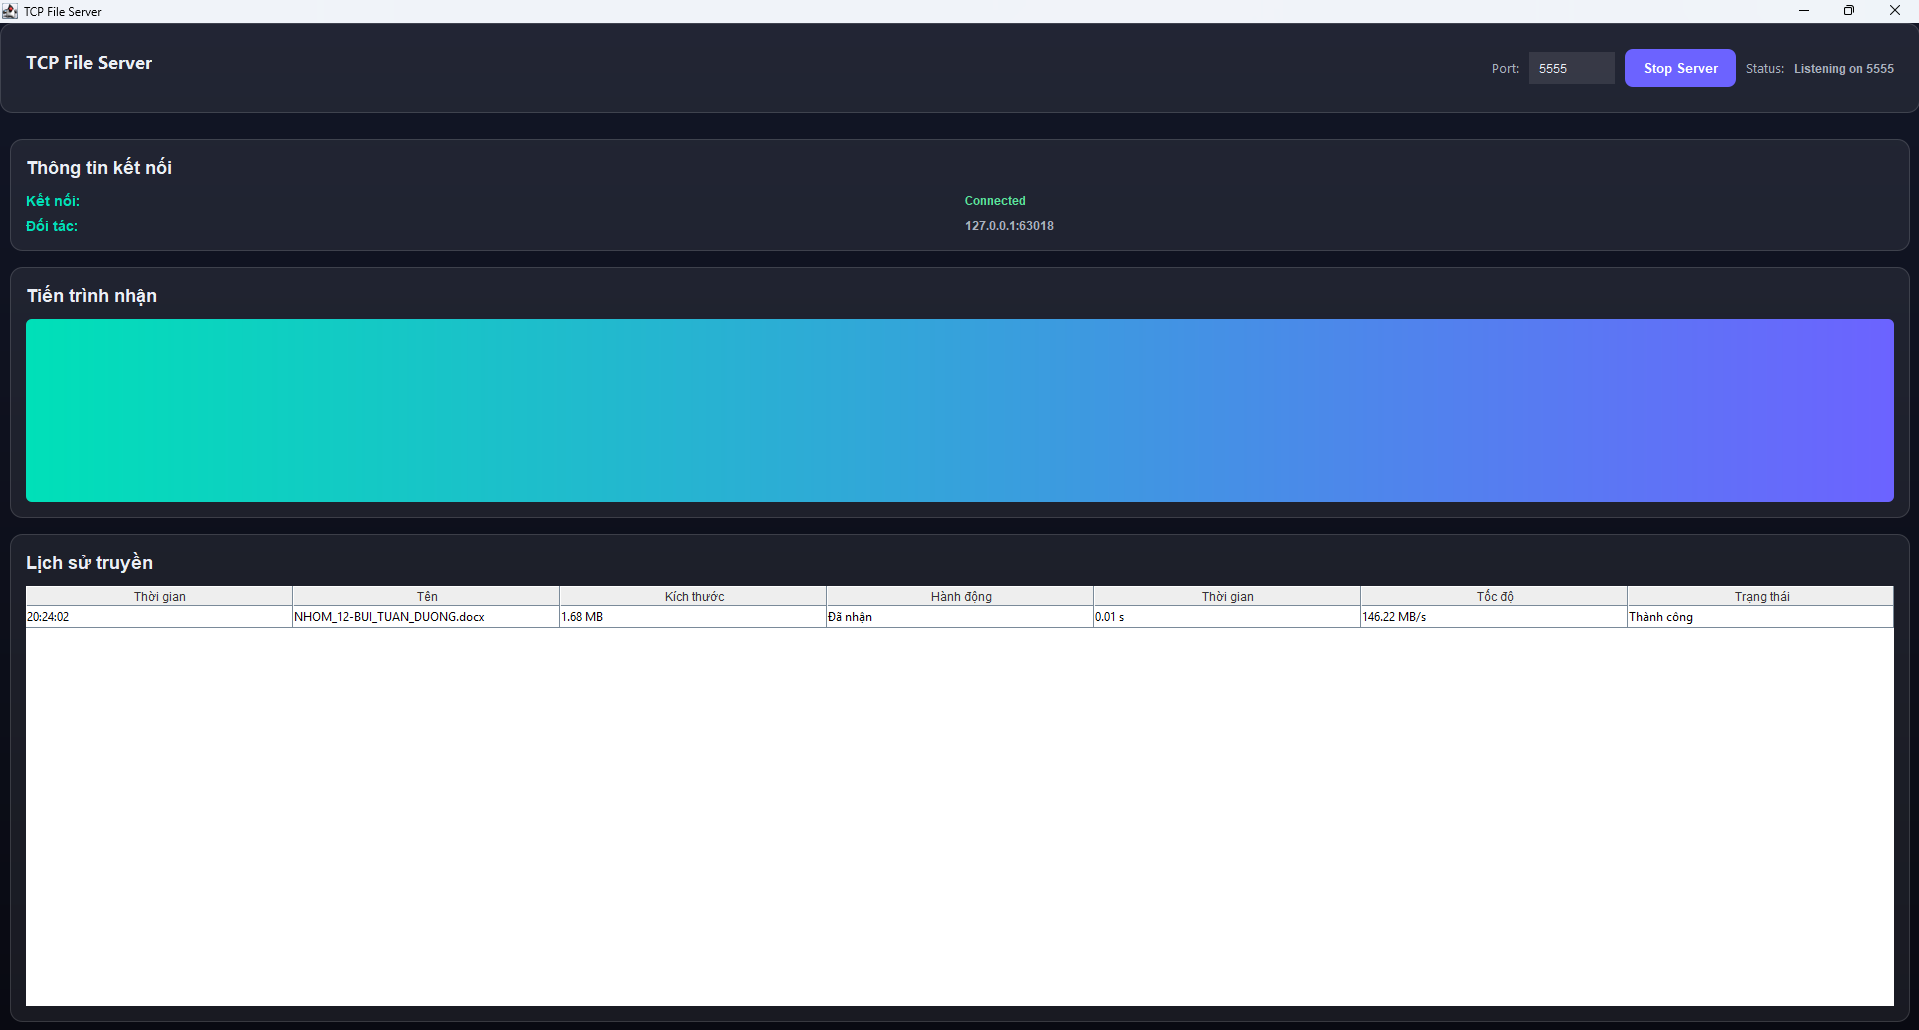 TCP File Server
TCP File Server
Port: 5555 Stop Server Status: Listening on 5555
Thông tin kết nối
Kết nối: Connected
Đối tác: 127.0.0.1:63018
Tiến trình nhận
Lịch sử truyền
Thời gian Tên Kích thước Hành động Thời gian Tốc độ Trạng thái
20:24:02 NHOM_12-BUI_TUAN_DUONG.docx 1.68 MB Đã nhận 0.01 s 146.22 MB/s Thành công